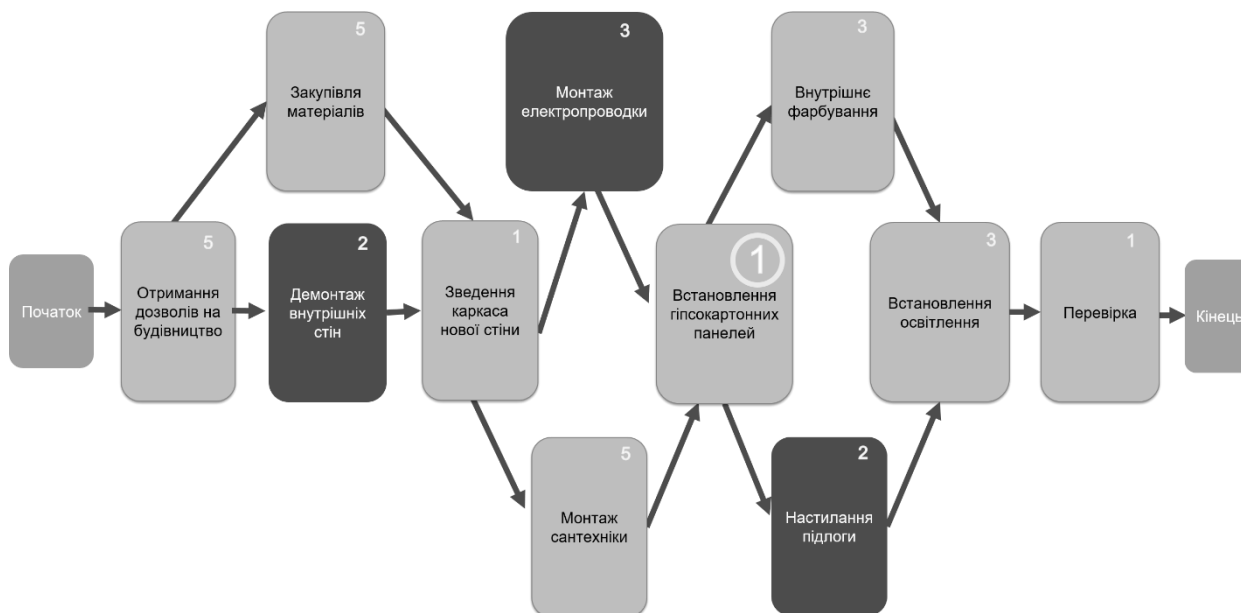 5
Закупівля
матеріалів
3
Монтаж
електропроводки
3
Внутрішнє
фарбування
Початок
5
Отримання
дозволів на
будівництво
2
Демонтаж
внутрішніх
стін
1
Зведення
каркаса
нової стіни
1
Встановлення
гіпсокартонних
панелей
3
Встановлення
освітлення
1
Перевірка
Кінець
5
Монтаж
сантехніки
2
Настилання
підлоги